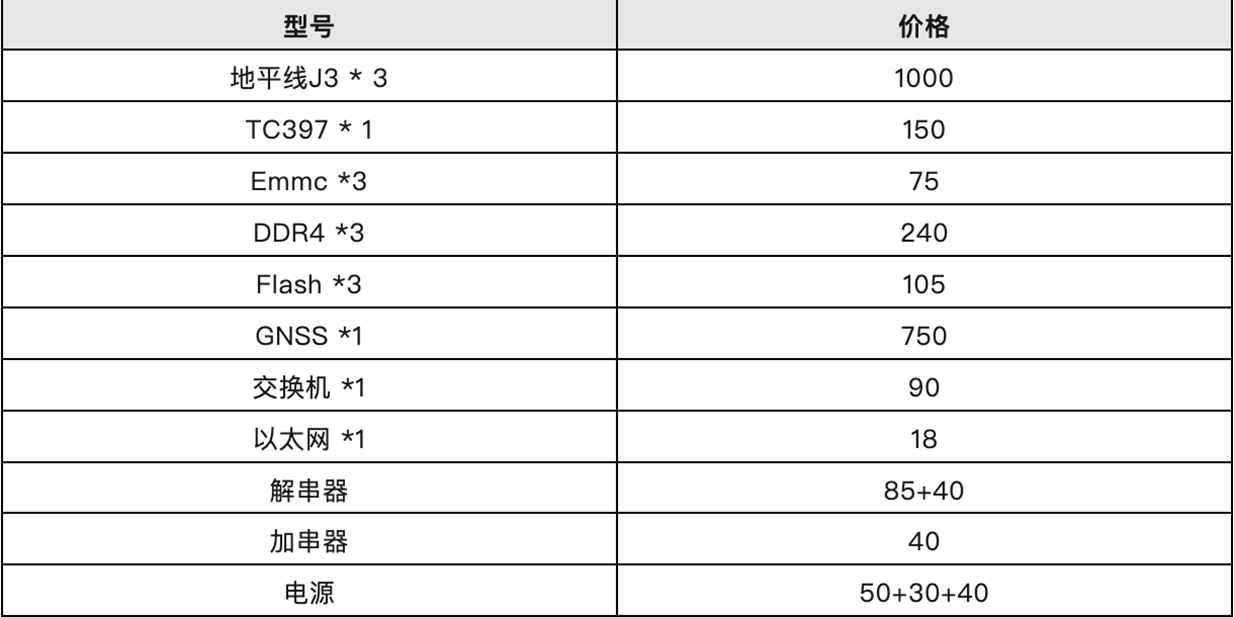 型号 价格
地平线J3 * 3 1000
TC397 * 1 150
Emmc *3 75
DDR4 *3 240
Flash *3 105
GNSS *1 750
交换机 *1 90
以太网 *1 18
解串器 85+40
加串器 40
电源 50+30+40